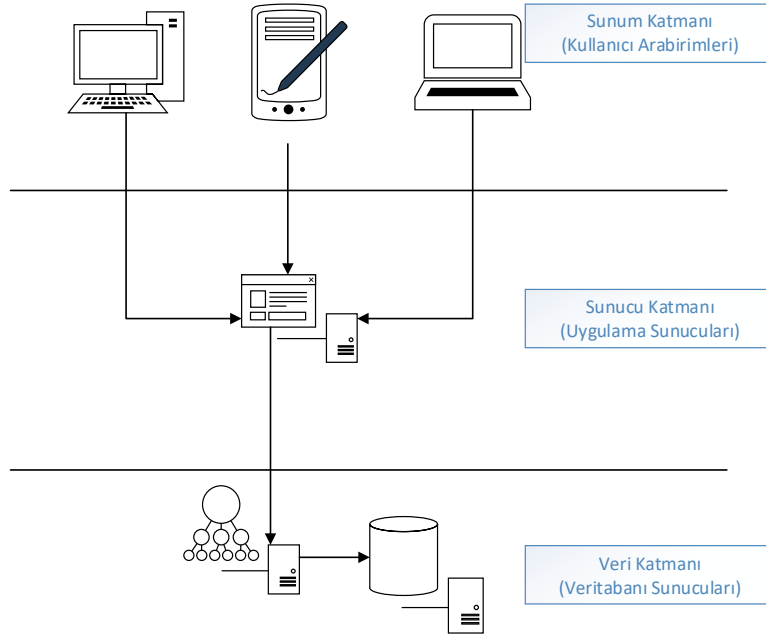 Sunum Katmanı
(Kullanıcı Arabirimleri)
Sunucu Katmanı
(Uygulama Sunucuları)
Veri Katmanı
(Veritabanı Sunucuları)